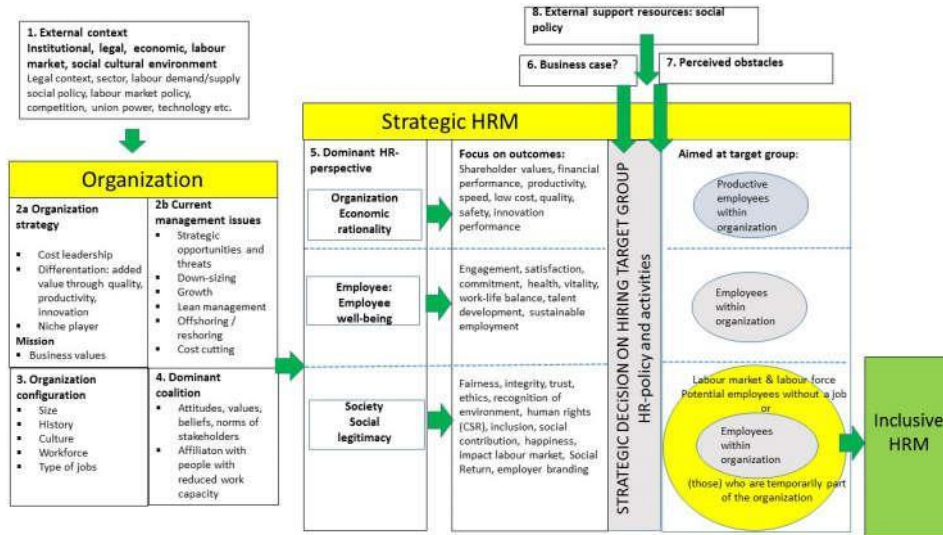 1. External context
Institutional, legal, economic, labour
market, social cultural environment
Legal context, sector, labour demand/supply
social policy, labour market policy,
competition, union power, technology etc.
8. External support resources: social
policy
6. Business case?
7. Perceived obstacles
Strategic HRM
Organization
2a Organization
strategy
▪ Cost leadership
▪ Differentation: added
value through quality,
productivity,
innovation
▪ Niche player
Mission
▪ Business values
2b Current
management issues
▪ Strategic
opportunities and
threats
▪ Down-sizing
▪ Growth
▪ Lean management
▪ Offshoring /
reshoring
▪ Cost cutting
3. Organization
configuration
▪ Size
▪ History
▪ Culture
▪ Workforce
▪ Type of jobs
4. Dominant
coalition
▪ Attitudes, values,
beliefs, norms of
stakeholders
▪ Affiliaton with
people with
reduced work
capacity
5. Dominant HR-
perspective
Organization
Economic
rationality
Employee:
Employee
well-being
Society
Social
legitimacy
Focus on outcomes:
Shareholder values, financial
performance, productivity,
speed, low cost, quality,
safety, innovation
performance
Engagement, satisfaction,
commitment, health, vitality,
work-life balance, talent
development, sustainable
employment
Fairness, integrity, trust,
ethics, recognition of
environment, human rights
(CSR), inclusion, social
contribution, happiness,
impact labour market, Social
Return, employer branding
STRATEGIC DECISION ON HIRING TARGET GROUP
HR-policy and activities
Aimed at target group:
Productive
employees
within
organization
Employees
within
organization
Labour market & labour force
Potential employees without a job
or
Employees
within
organization
(those) who are temporarily part
of the organization
Inclusive
HRM